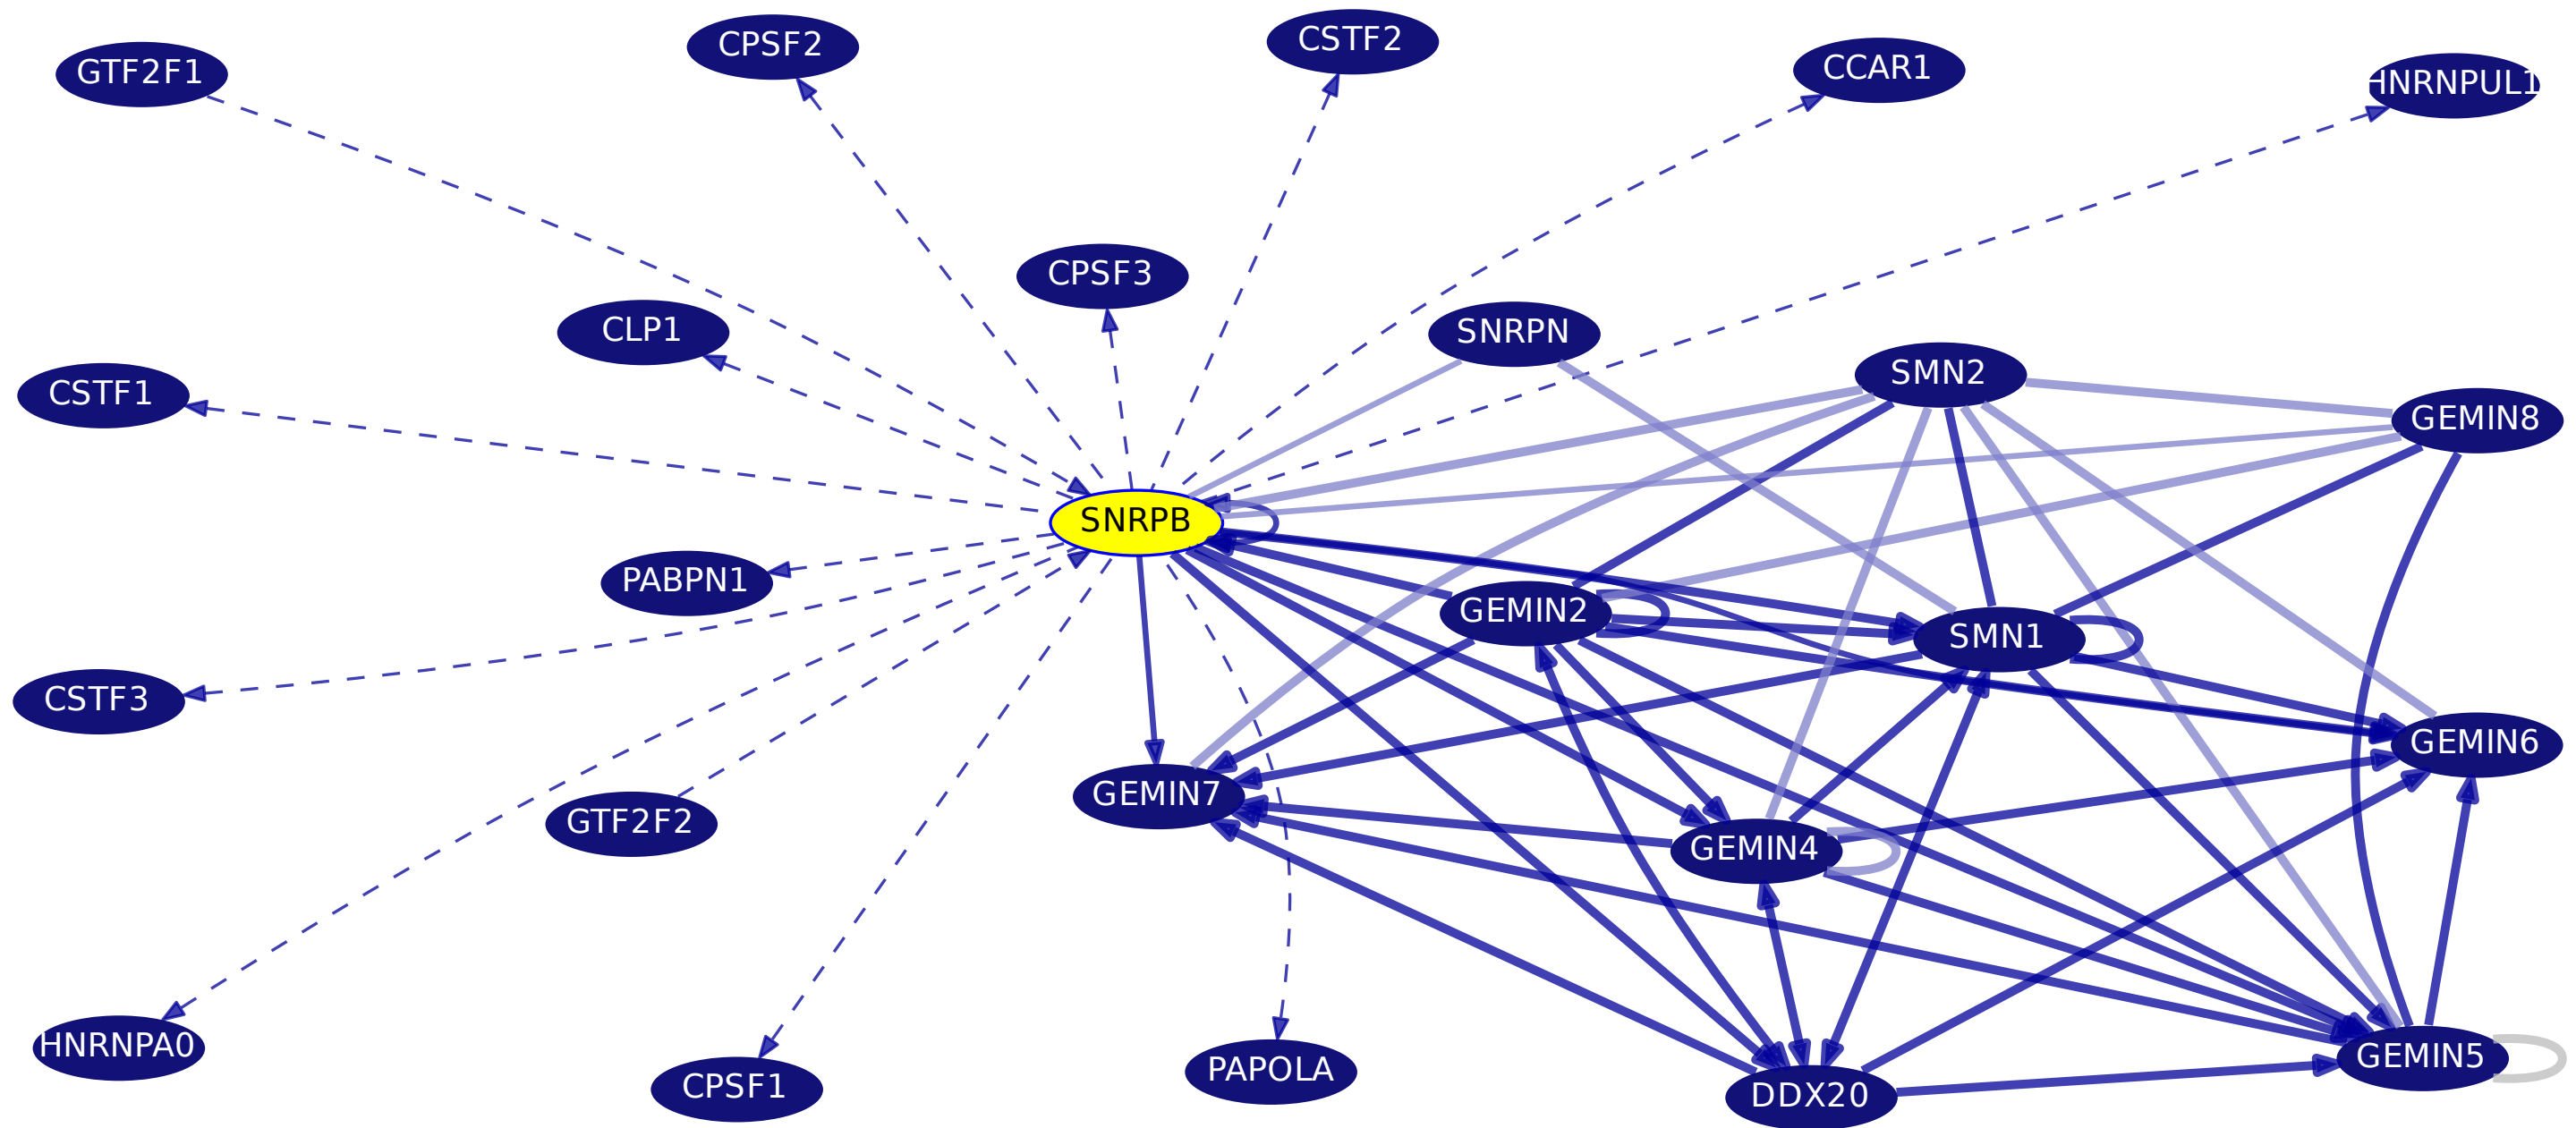 CSTF2
CPSF2
CCAR1
GTF2F1
HNRNPUL1
CPSF3
CLP1
SNRPN
SMN2
CSTF1
GEMIN8
SNRPB
PABPN1
GEMIN2
SMN1
CSTF3
GEMIN6
GEMIN7
GTF2F2
GEMIN4
HNRNPA0
GEMIN5
PAPOLA
CPSF1
DDX20